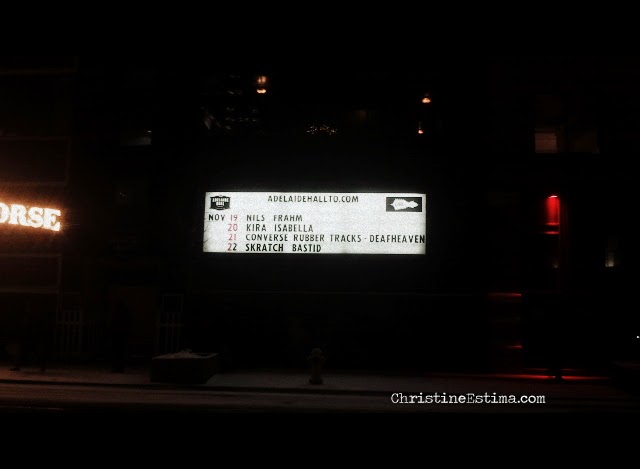 ADELAIDEHALLTO.COM
NOV 19 NILS FRAHM
20 KIRA ISABELLA
21 CONVERSE RUBBER TRACKS - DEAFHEAVEN
22 SKRATCH BASTID
ORSE
ChristineEstima.com